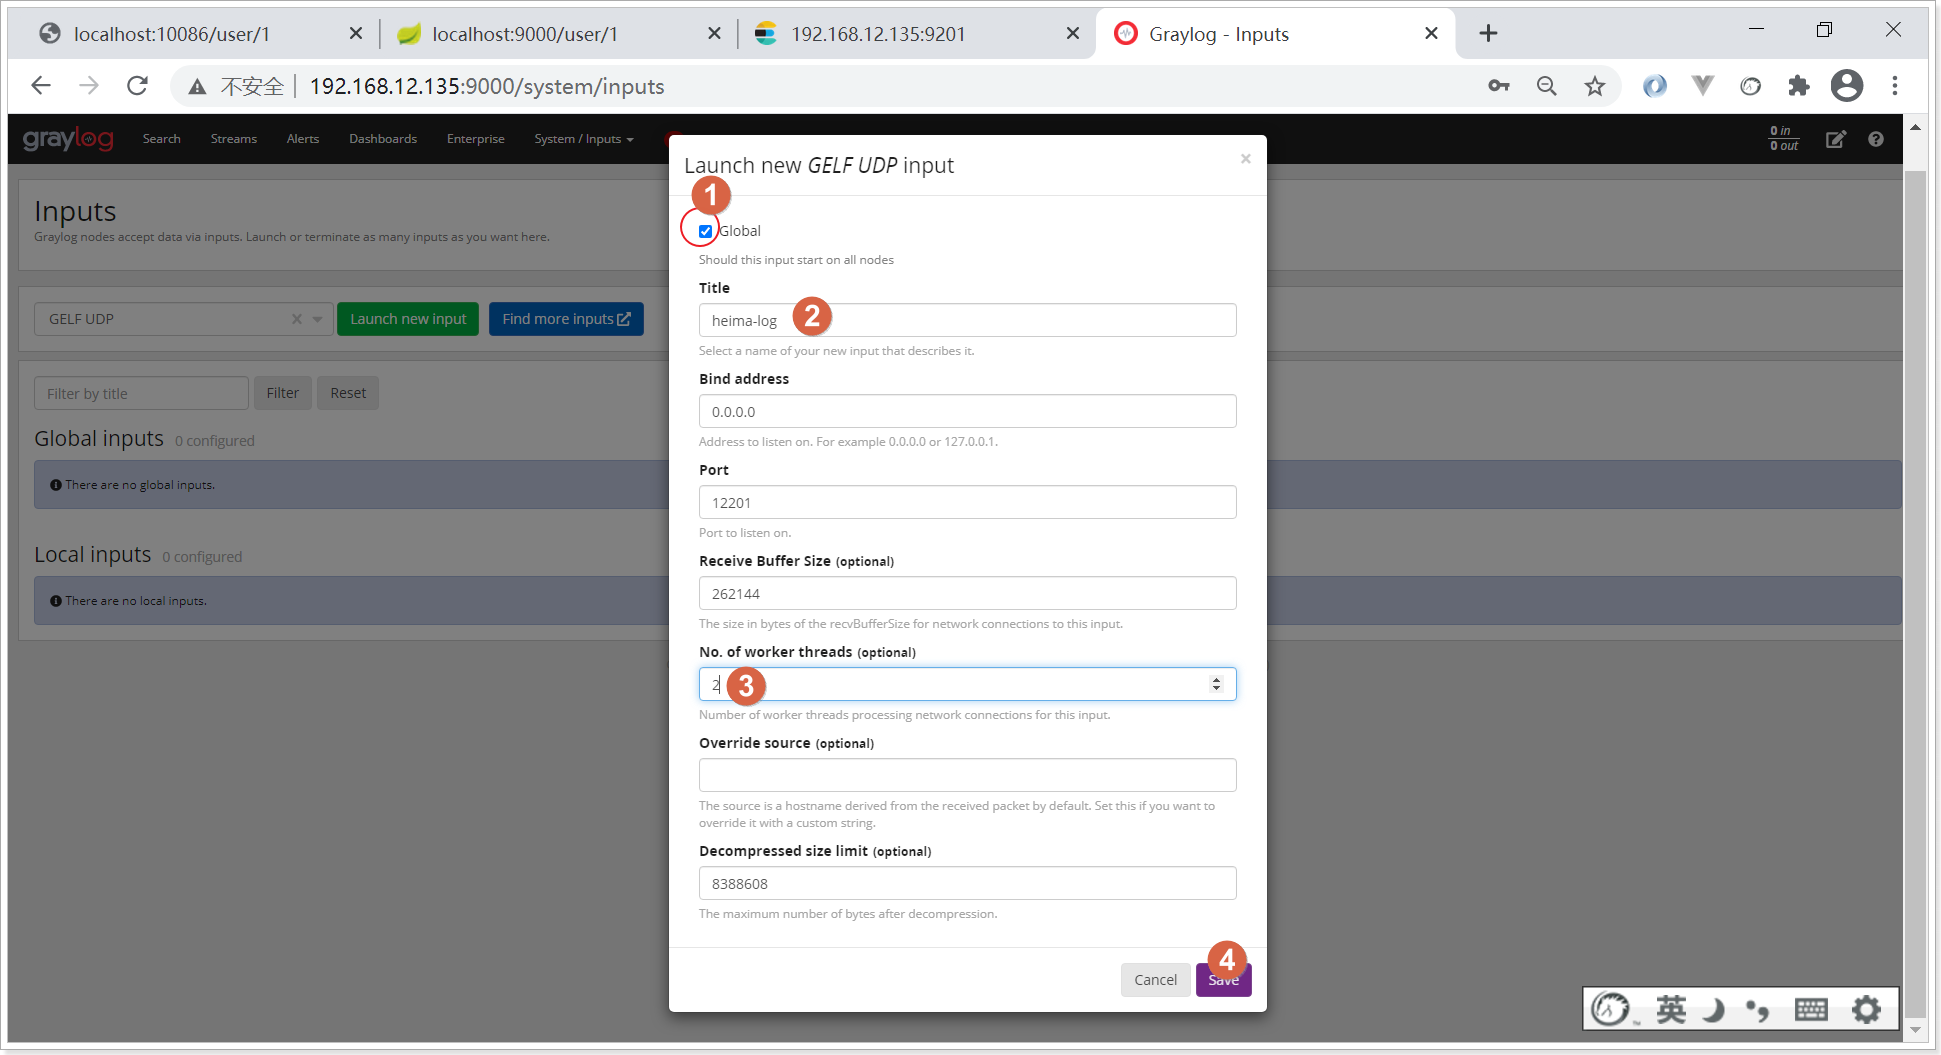 localhost:10086/user/1
localhost:9000/user/1
192.168.12.135:9201
Graylog - Inputs
不安全
192.168.12.135:9000/system/inputs
graylog
Search
Streams
Alerts
Dashboards
Enterprise
System / Inputs
0 in
0 out
Launch new GELF UDP input
×
Inputs
Graylog nodes accept data via inputs. Launch or terminate as many inputs as you want here.
GELF UDP
Launch new input
Find more inputs
Filter by title
Filter
Reset
Global inputs 0 configured
There are no global inputs.
Local inputs 0 configured
There are no local inputs.
1
Global
Should this input start on all nodes
Title
heima-log
2
Select a name of your new input that describes it.
Bind address
0.0.0.0
Address to listen on. For example 0.0.0.0 or 127.0.0.1.
Port
12201
Port to listen on.
Receive Buffer Size (optional)
262144
The size in bytes of the recvBufferSize for network connections to this input.
No. of worker threads (optional)
2
3
Number of worker threads processing network connections for this input.
Override source (optional)
The source is a hostname derived from the received packet by default. Set this if you want to
override it with a custom string.
Decompressed size limit (optional)
8388608
The maximum number of bytes after decompression.
4
Cancel
Save
英